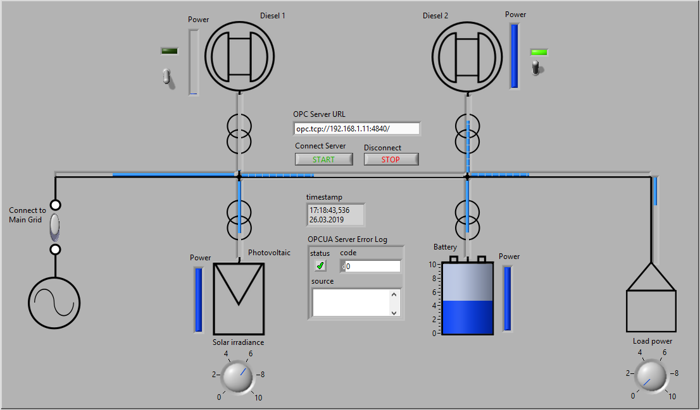 Diesel 1
Diesel 2
Power
Power
OPC Server URL
opc.tcp://192.168.1.11:4840/
Connect Server
Disconnect
START
STOP
Connect to
Main Grid
timestamp
17:18:43,536
26.03.2019
OPCUA Server Error Log
status
code
0
source
Power
Photovoltaic
Battery
Power
10
8
6
4
2
0
Solar irradiance
0
2
4
6
8
10
Load power
0
2
4
6
8
10